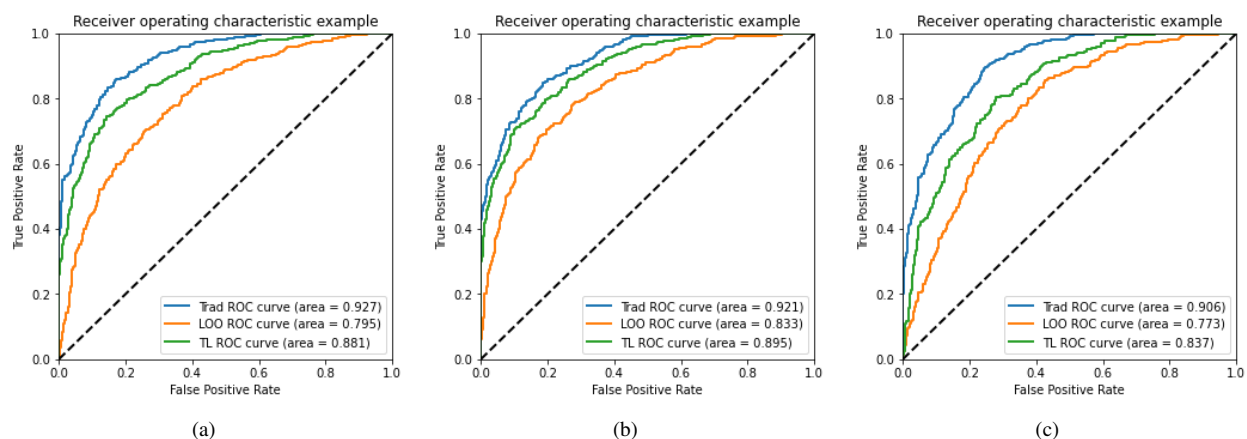 Receiver operating characteristic example
1.0
0.8
0.6
0.4
0.2
0.0
True Positive Rate
Trad ROC curve (area = 0.927)
LOO ROC curve (area = 0.795)
TL ROC curve (area = 0.881)
0.0 0.2 0.4 0.6 0.8 1.0
False Positive Rate
(a)
Receiver operating characteristic example
1.0
0.8
0.6
0.4
0.2
0.0
True Positive Rate
Trad ROC curve (area = 0.921)
LOO ROC curve (area = 0.833)
TL ROC curve (area = 0.895)
0.0 0.2 0.4 0.6 0.8 1.0
False Positive Rate
(b)
Receiver operating characteristic example
1.0
0.8
0.6
0.4
0.2
0.0
True Positive Rate
Trad ROC curve (area = 0.906)
LOO ROC curve (area = 0.773)
TL ROC curve (area = 0.837)
0.0 0.2 0.4 0.6 0.8 1.0
False Positive Rate
(c)